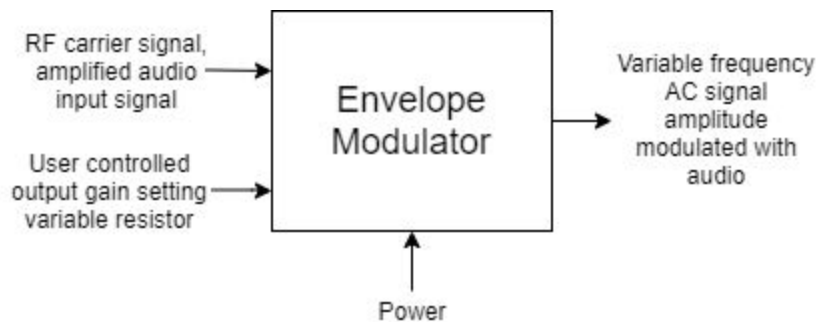 RF carrier signal,
amplified audio
input signal
User controlled
output gain setting
variable resistor
Envelope
Modulator
Variable frequency
AC signal
amplitude
modulated with
audio
Power